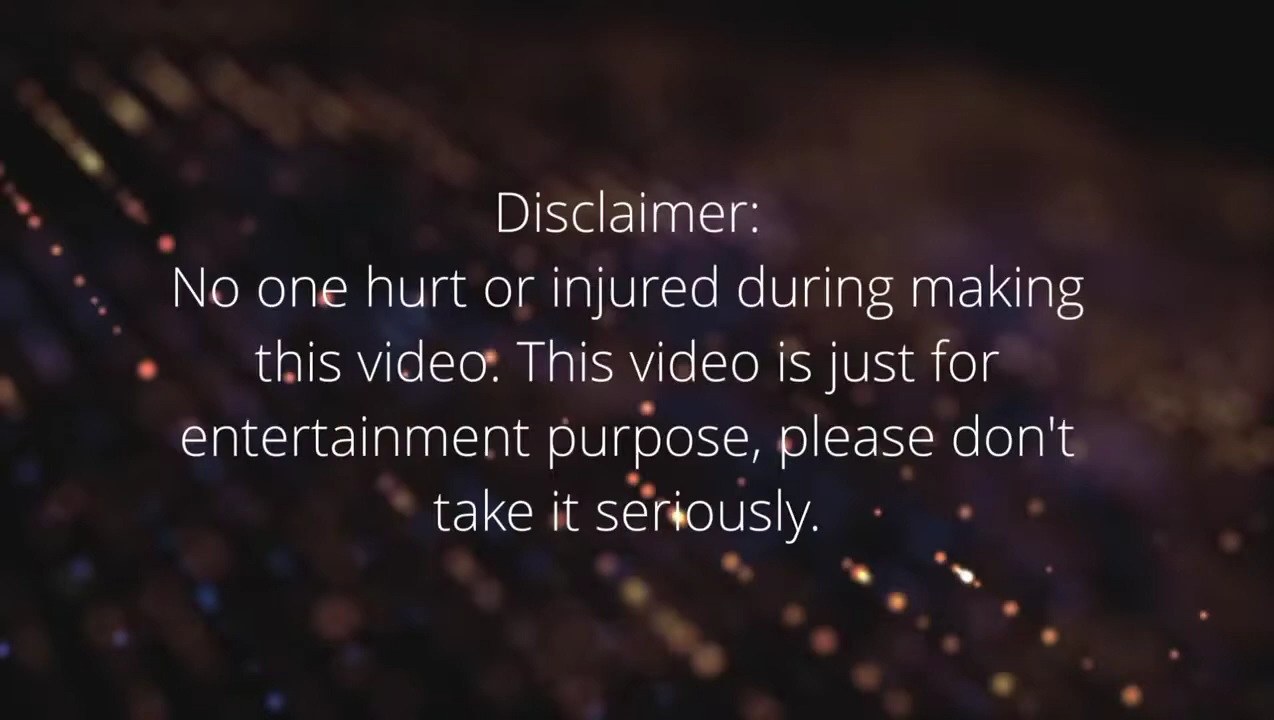 Disclaimer:
No one hurt or injured during making
this video. This video is just for
entertainment purpose, please don't
take it seriously.